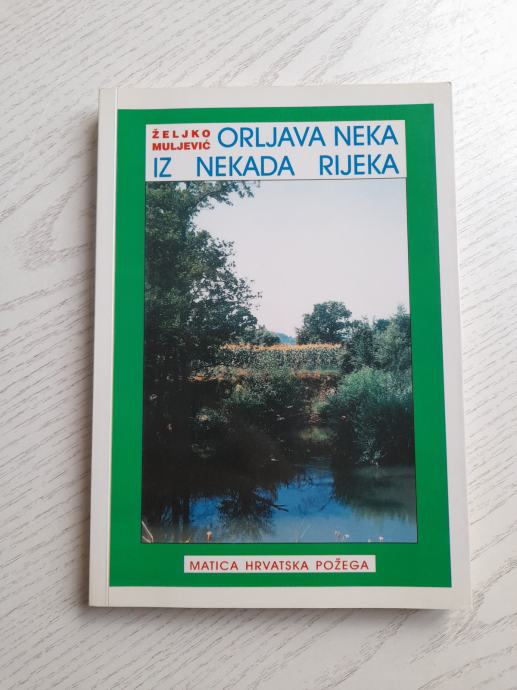 ŽELJKO
MULJEVIĆ
ORLJAVA NEKA
IZ NEKADA RIJEKA
MATICA HRVATSKA POŽEGA